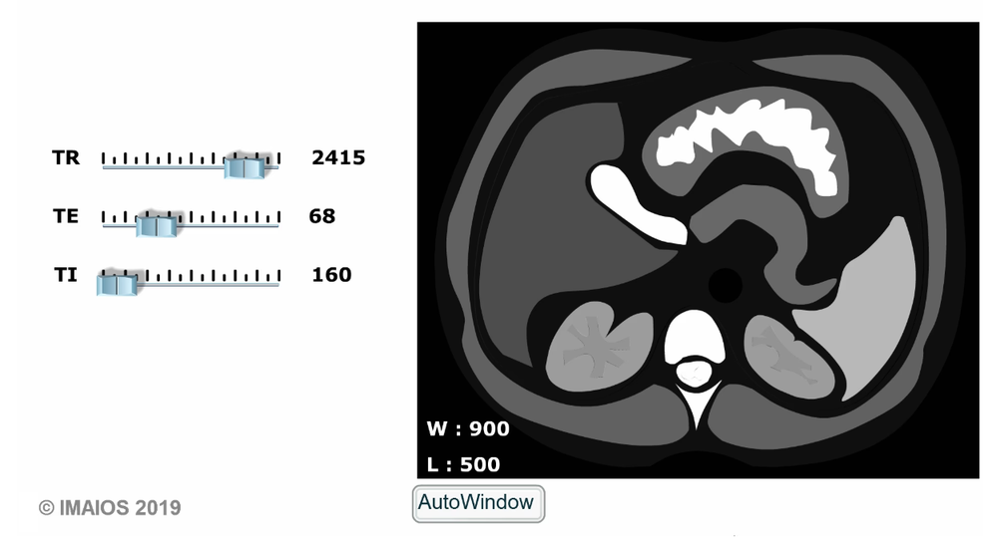 TR 2415
TE 68
TI 160
W : 900
L : 500
© IMAIOS 2019
AutoWindow